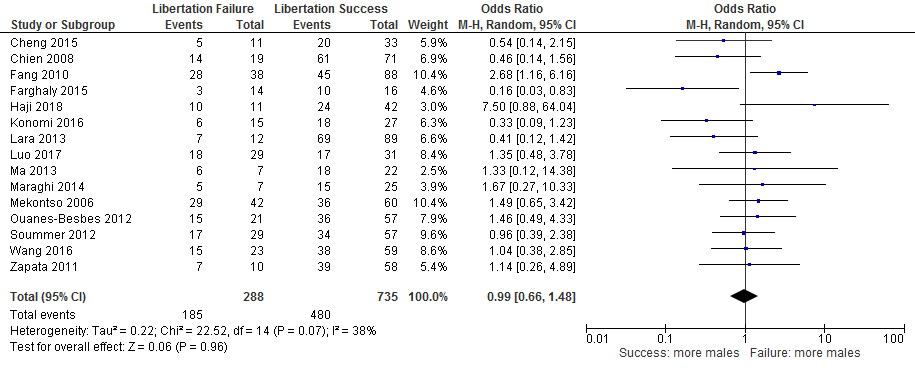 Libertation Failure Libertation Success Odds Ratio Odds Ratio
Study or Subgroup Events Total Events Total Weight M-H, Random, 95% CI M-H, Random, 95% CI
Cheng 2015 5 11 20 33 5.9% 0.54 [0.14, 2.15]
Chien 2008 14 19 61 71 5.9% 0.46 [0.14, 1.56]
Fang 2010 28 38 45 88 10.4% 2.68 [1.16, 6.16]
Farghaly 2015 3 14 10 16 4.5% 0.16 [0.03, 0.83]
Haji 2018 10 11 24 42 3.0% 7.50 [0.88, 64.04]
Konomi 2016 6 15 18 27 6.2% 0.33 [0.09, 1.23]
Lara 2013 7 12 69 89 6.4% 0.41 [0.12, 1.42]
Luo 2017 18 29 17 31 8.4% 1.35 [0.48, 3.78]
Ma 2013 6 7 18 22 2.5% 1.33 [0.12, 14.38]
Maraghi 2014 5 7 15 25 3.9% 1.67 [0.27, 10.33]
Mekontso 2006 29 42 36 60 10.2% 1.49 [0.65, 3.42]
Ouanes-Besbes 2012 15 21 36 57 7.9% 1.46 [0.49, 4.33]
Soummer 2012 17 29 34 57 9.6% 0.96 [0.39, 2.38]
Wang 2016 15 23 38 59 8.7% 1.04 [0.38, 2.85]
Zapata 2011 7 10 39 58 5.4% 1.14 [0.26, 4.89]
Total (95% CI) 288 735 100.0% 0.99 [0.66, 1.48]
Total events 185 480
Heterogeneity: Tau² = 0.22; Chi² = 22.52, df = 14 (P = 0.07); I² = 38%
Test for overall effect: Z = 0.06 (P = 0.96)
0.01 0.1 1 10 100
Success: more males Failure: more males